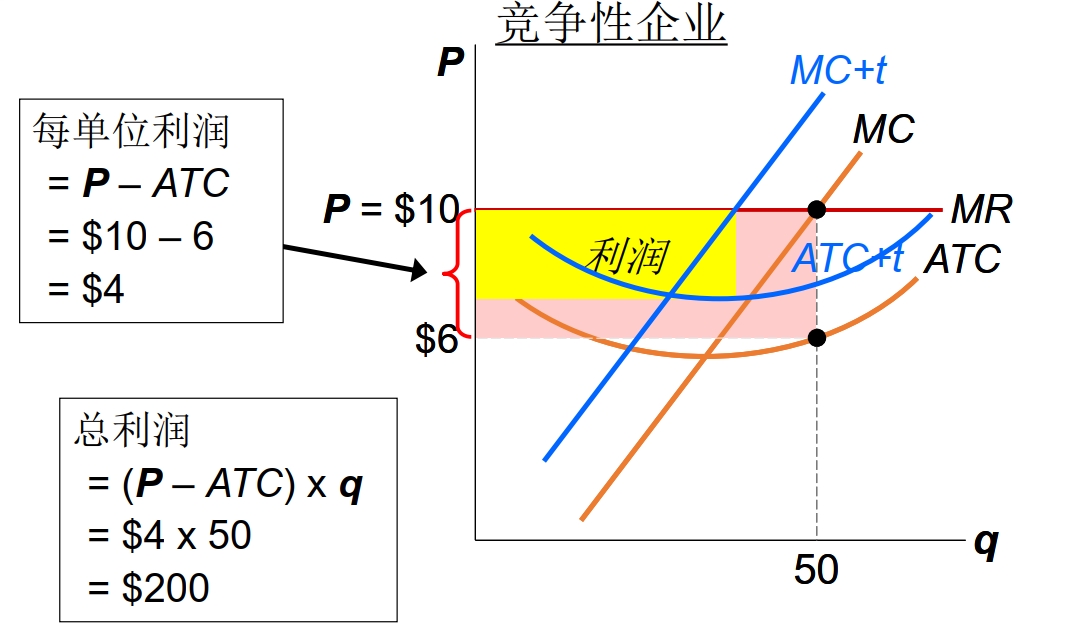 竞争性企业
P
MC+t
MC
每单位利润
= P – ATC
= $10 – 6
= $4
P = $10
MR
利润
ATC+t
ATC
$6
总利润
= (P – ATC) x q
= $4 x 50
= $200
q
50